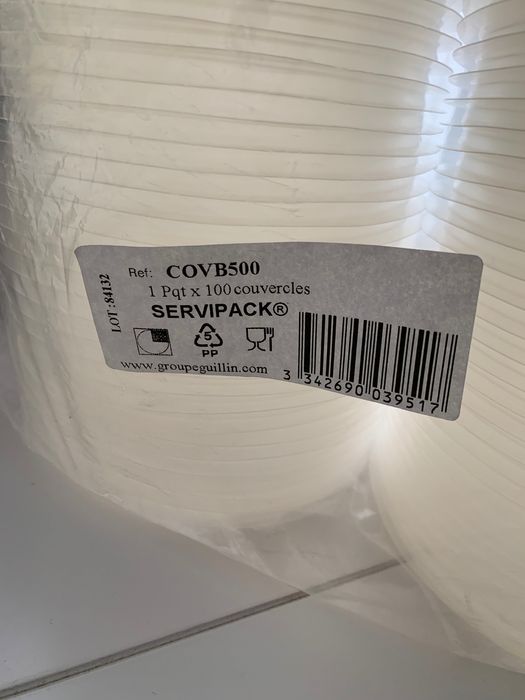 LOT : 84132
Ref: COVB500
1 Pqt x 100 couvercles
SERVIPACK®
5
PP
www.groupeguillin.com
3 342690 039517